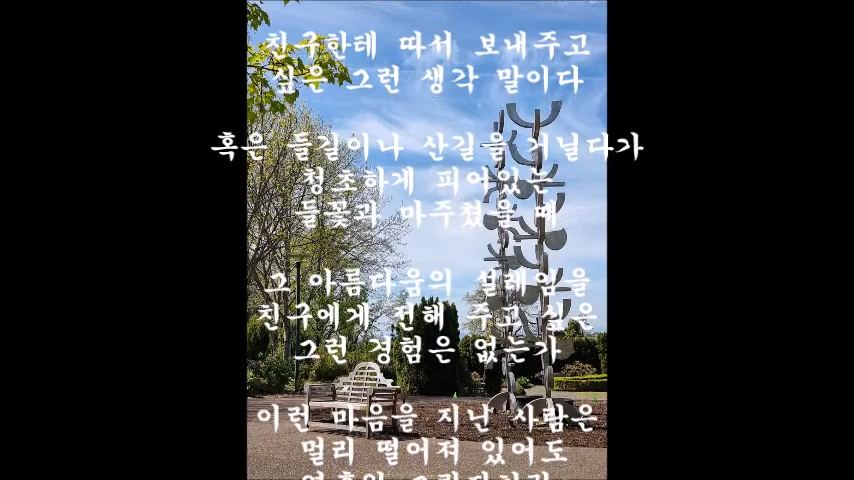 친구한테 따서 보내주고
싶은 그런 생각 말이다
혹은 들길이나 산길을 거닐다가
청초하게 피어있는
들꽃과 마주쳤을 때
그 아름다움의 설레임을
친구에게 전해 주고 싶은
그런 경험은 없는가
이런 마음을 지닌 사람은
멀리 떨어져 있어도